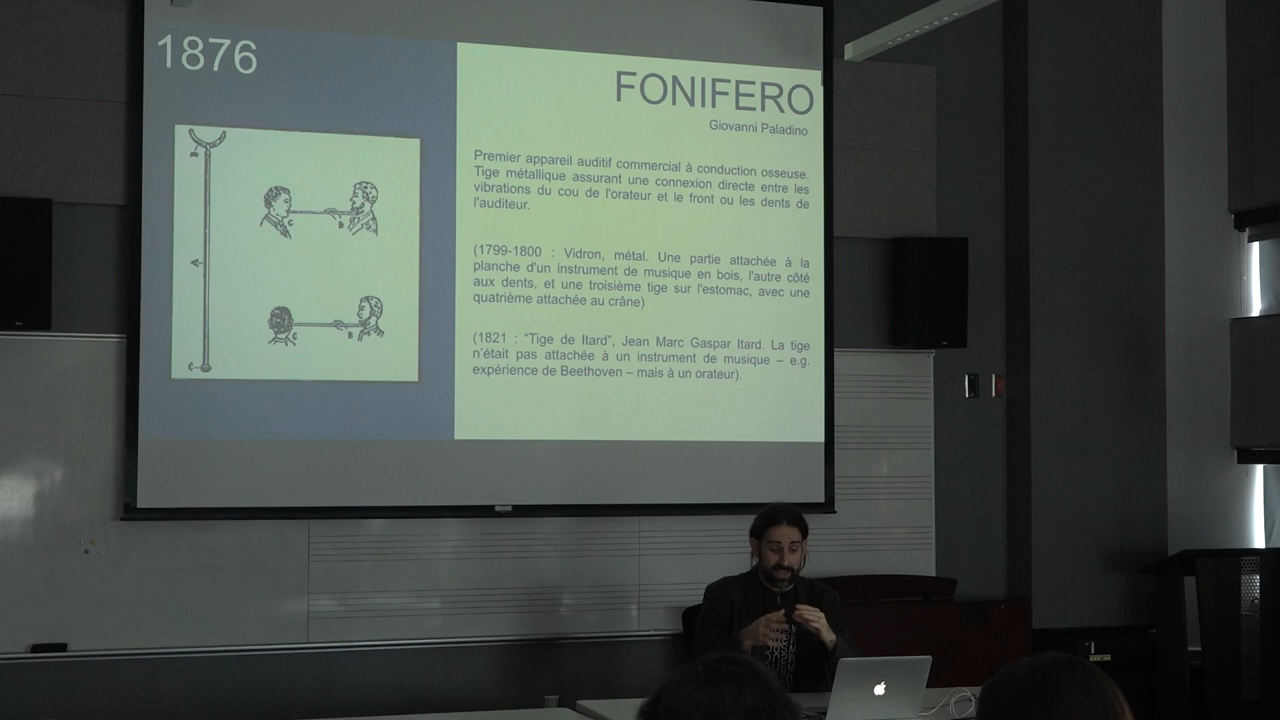 1876
FONIFERO
Giovanni Paladino
Premier appareil auditif commercial à conduction osseuse.
Tige métallique assurant une connexion directe entre les
vibrations du cou de l'orateur et le front ou les dents de
l'auditeur.
(1799-1800 : Vidron, métal. Une partie attachée à la
planche d'un instrument de musique en bois, l'autre côté
aux dents, et une troisième tige sur l'estomac, avec une
quatrième attachée au crâne)
(1821 : “Tige de Itard”, Jean Marc Gaspar Itard. La tige
n'était pas attachée à un instrument de musique – e.g.
expérience de Beethoven – mais à un orateur).
C
D
C